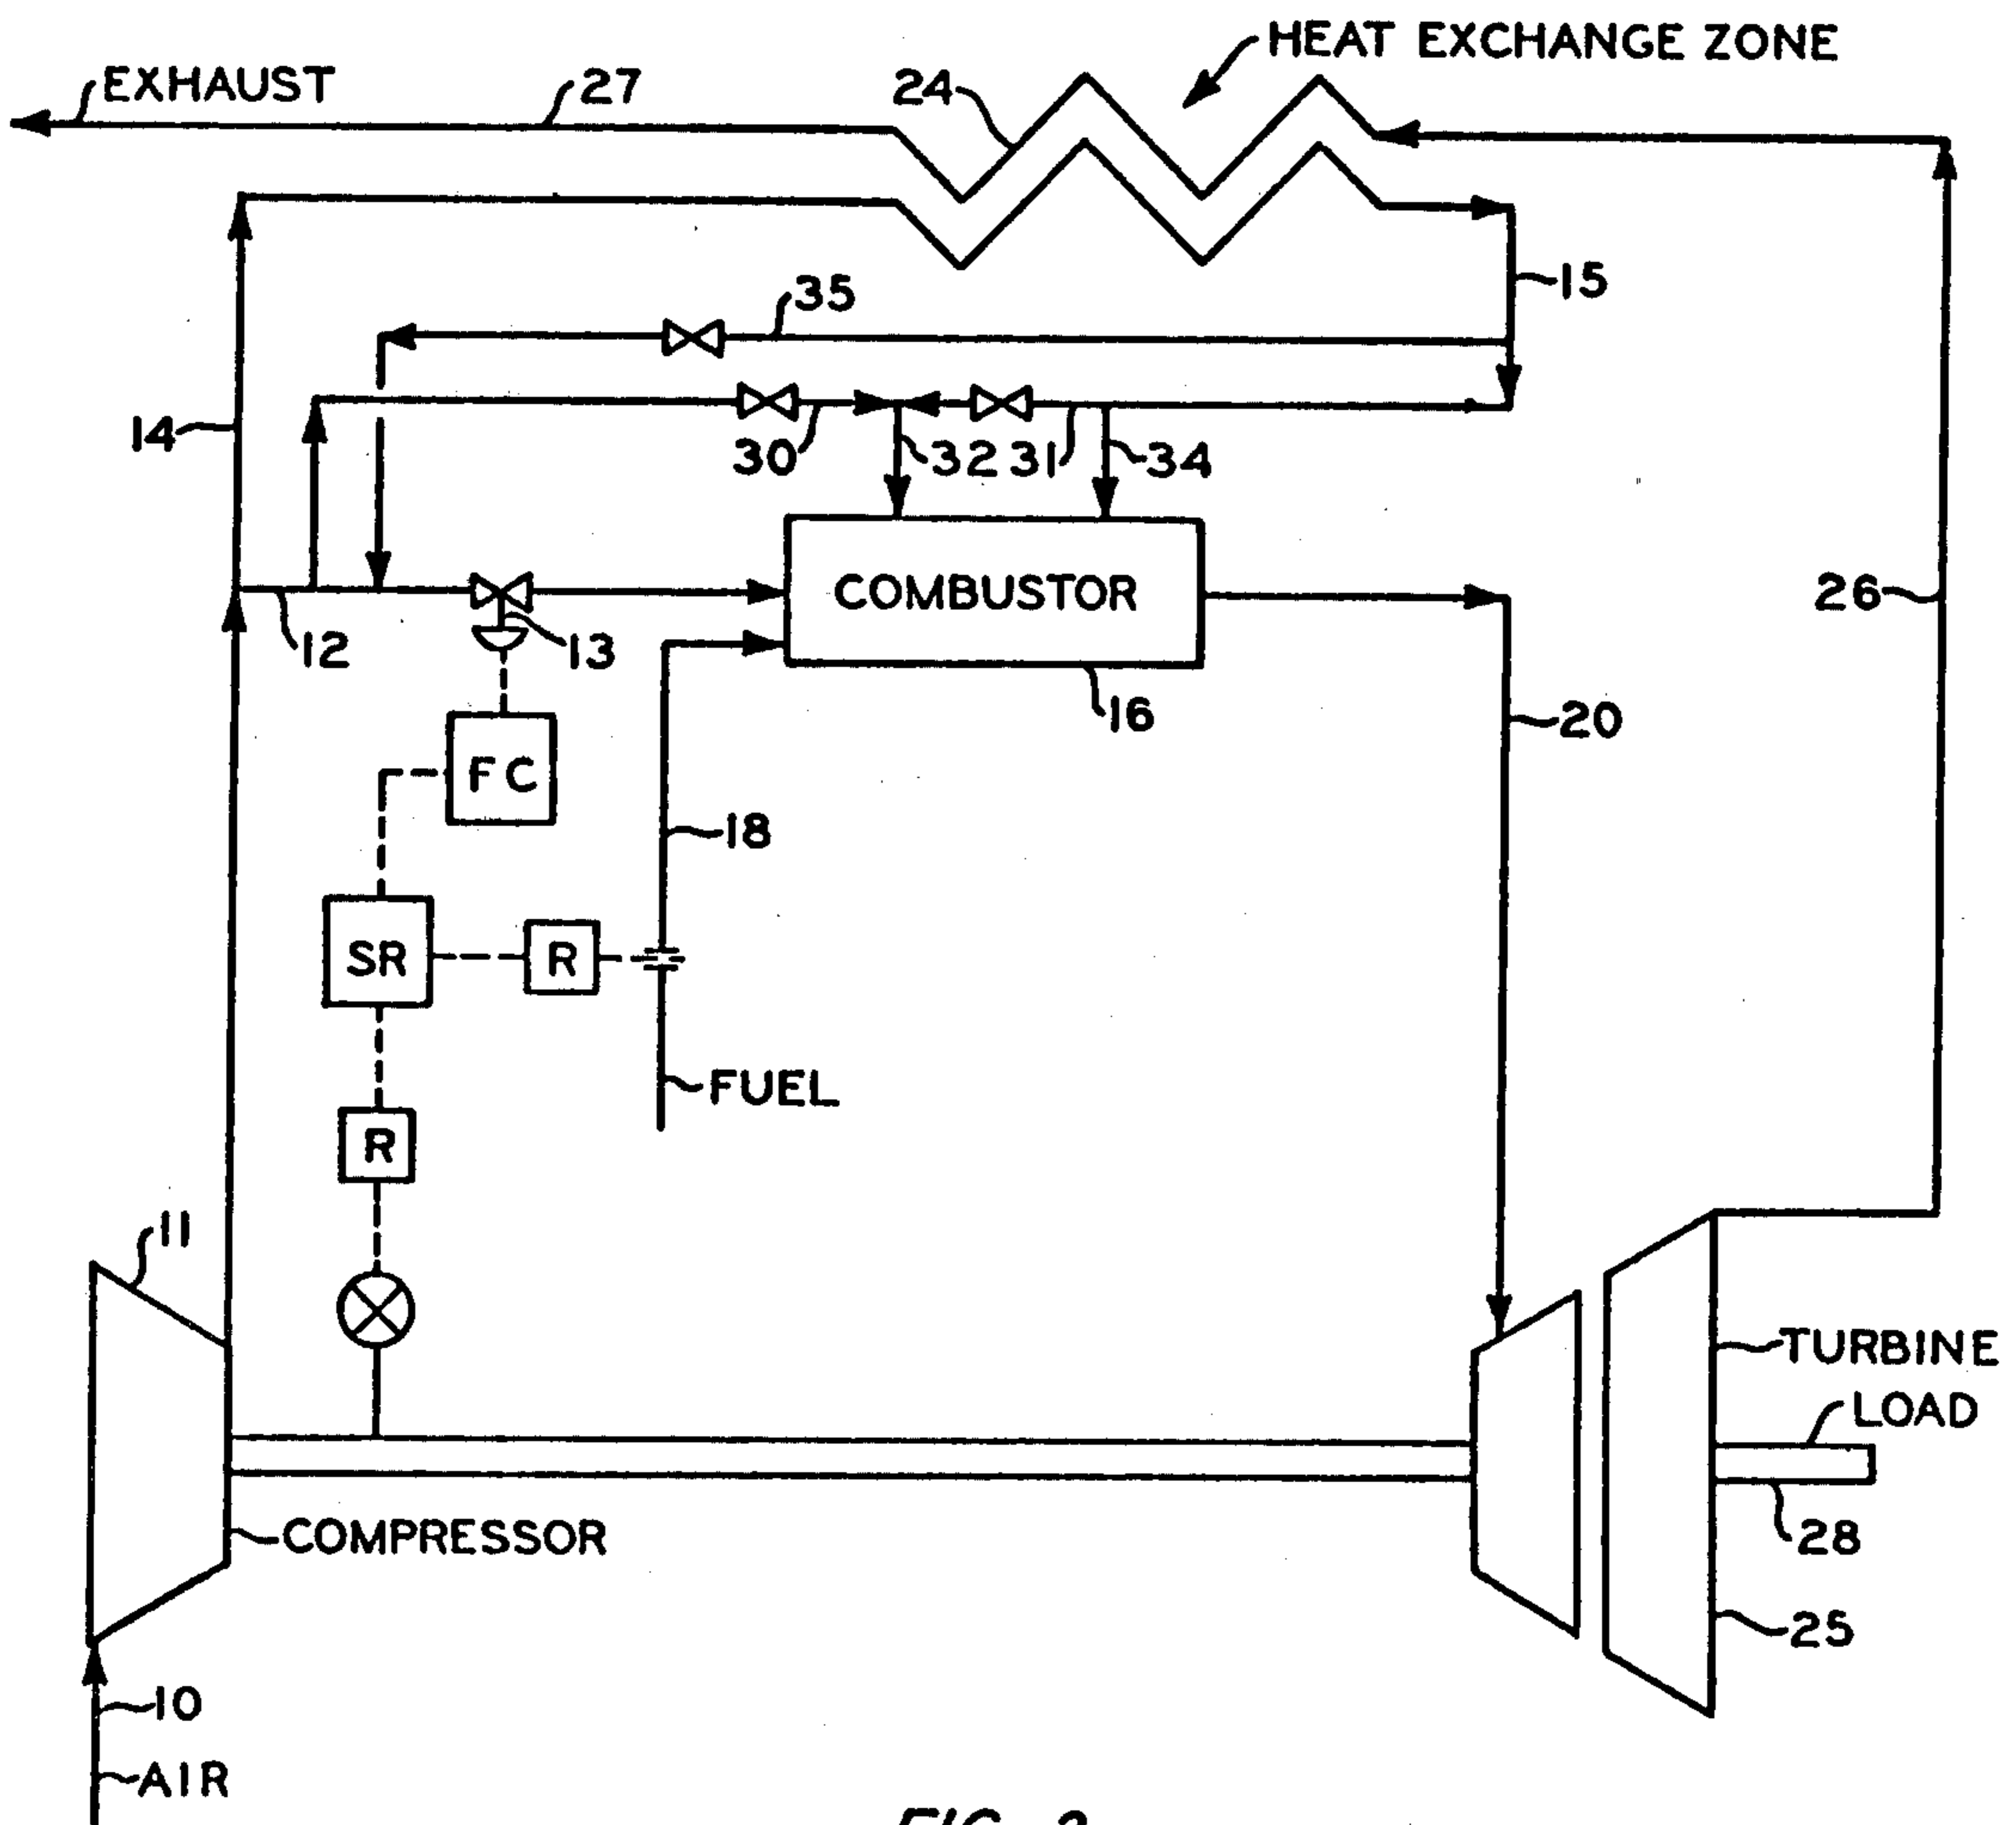 HEAT EXCHANGE ZONE
EXHAUST
27
24
15
35
14
30
32
31
34
COMBUSTOR
26
12
13
16
20
FC
18
SR
R
FUEL
R
11
TURBINE
LOAD
COMPRESSOR
28
25
10
AIR